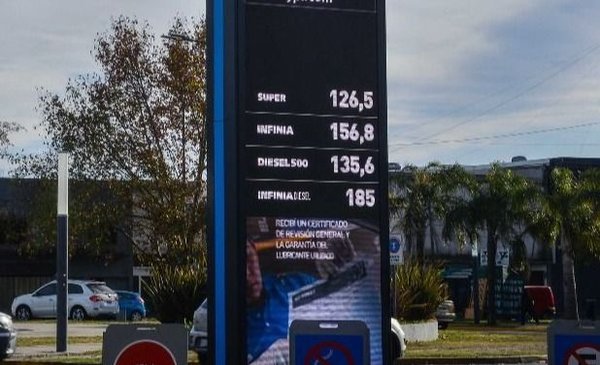 SUPER 126,5
INFINIA 156,8
DIESEL500 135,6
INFINIA DIESEL 185
RECIBÍ UN CERTIFICADO
DE REVISIÓN GENERAL Y
LA GARANTÍA DEL
LUBRICANTE UTILIZADO